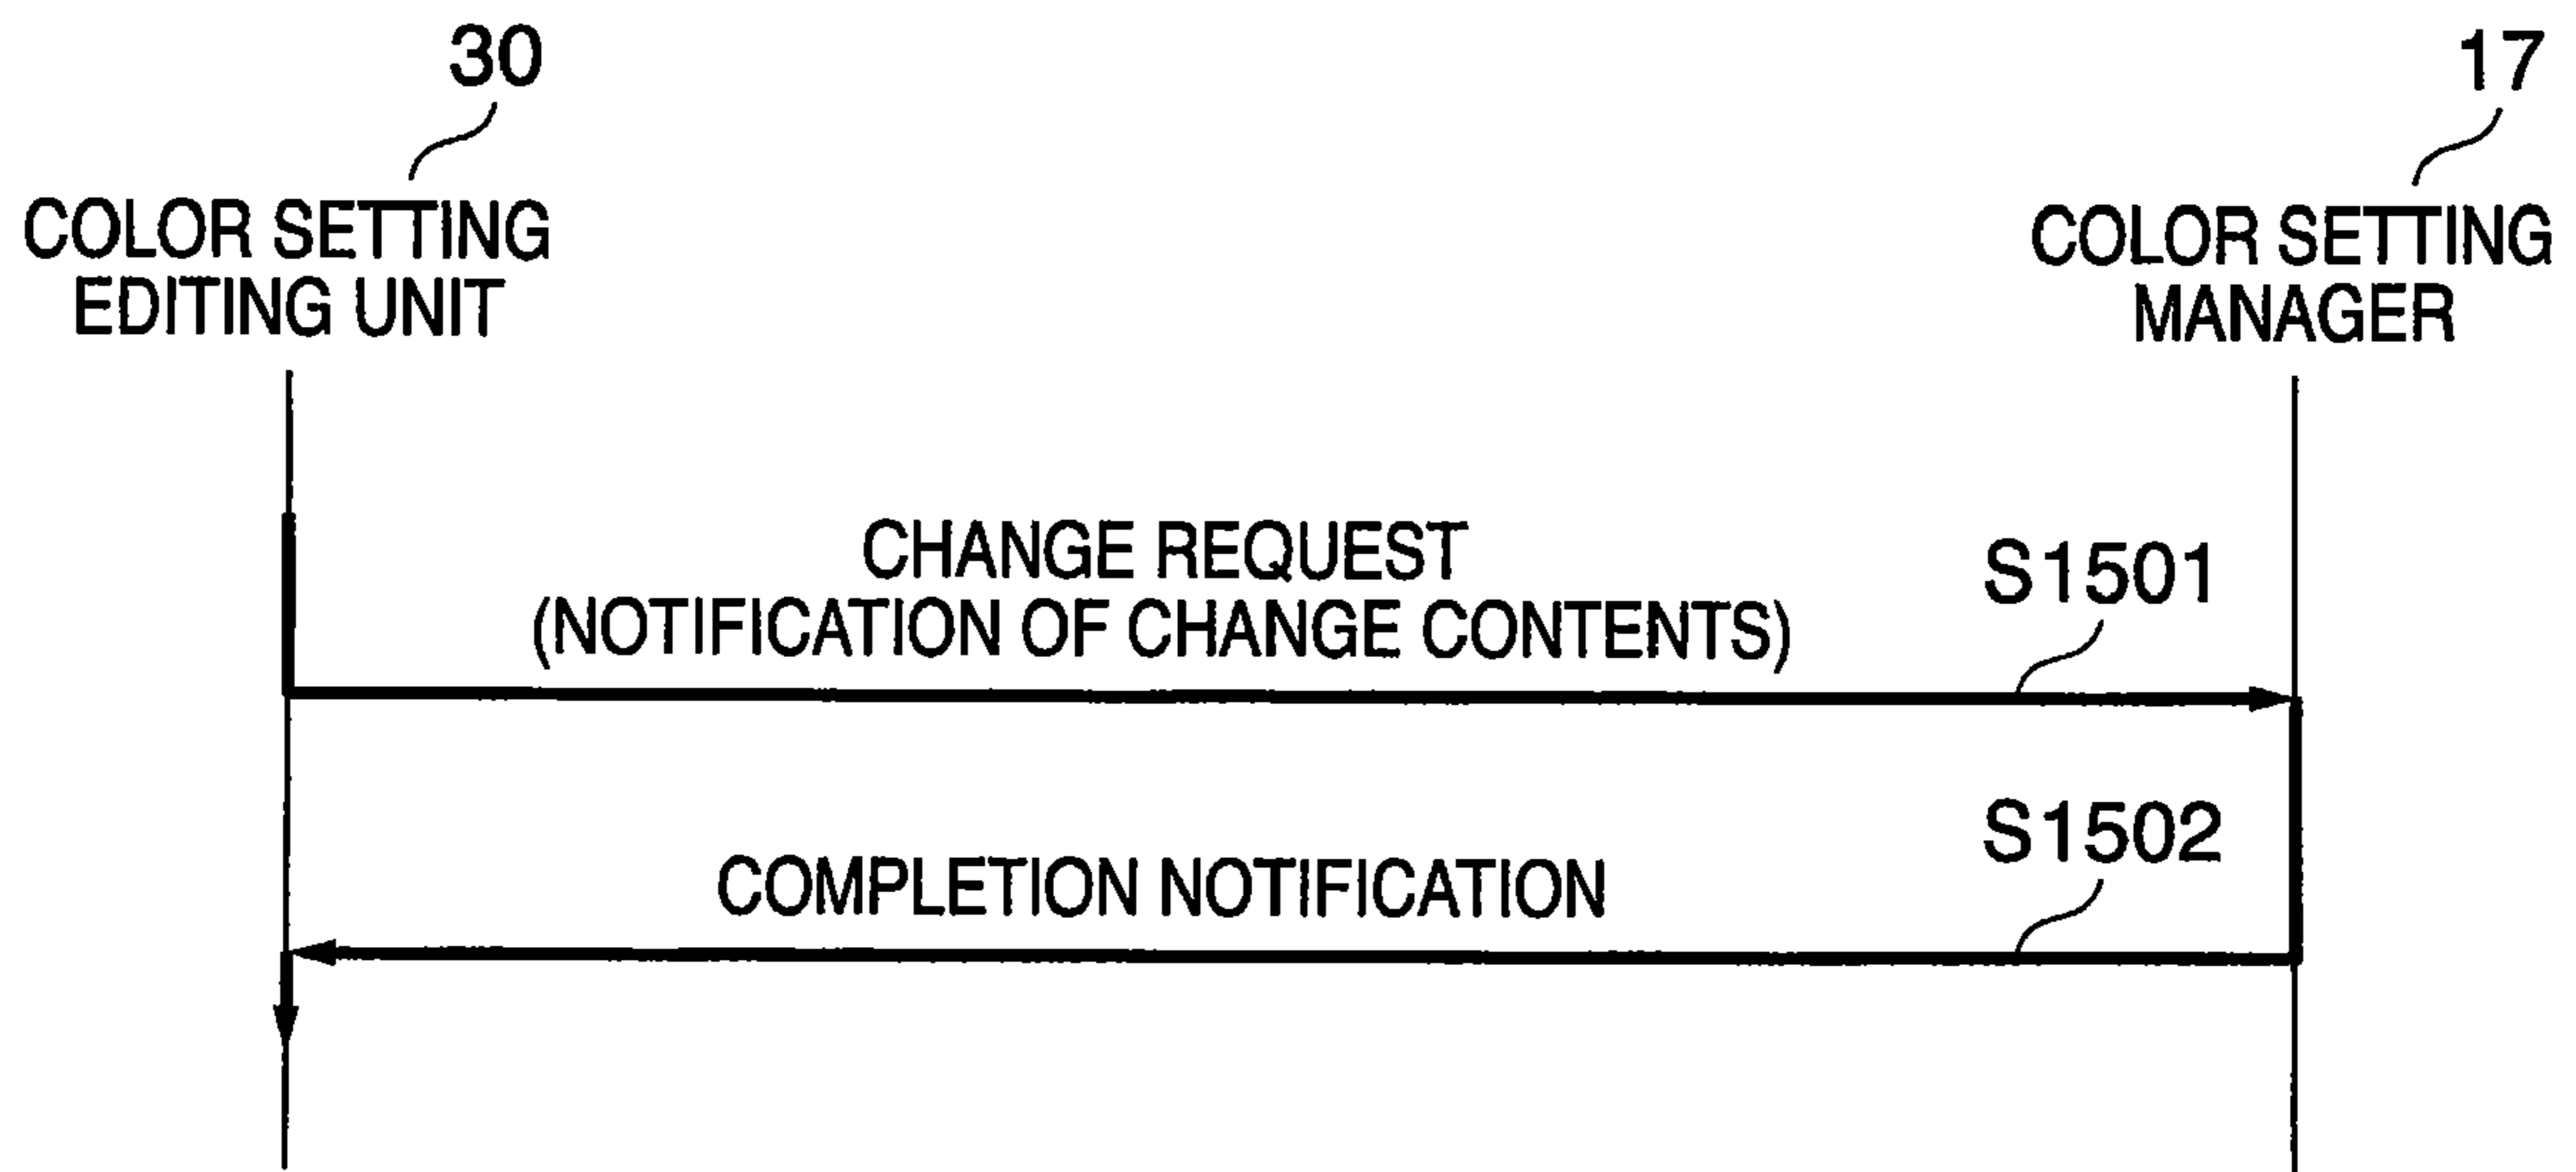 30
17
COLOR SETTING
EDITING UNIT
COLOR SETTING
MANAGER
CHANGE REQUEST
(NOTIFICATION OF CHANGE CONTENTS)
S1501
COMPLETION NOTIFICATION
S1502